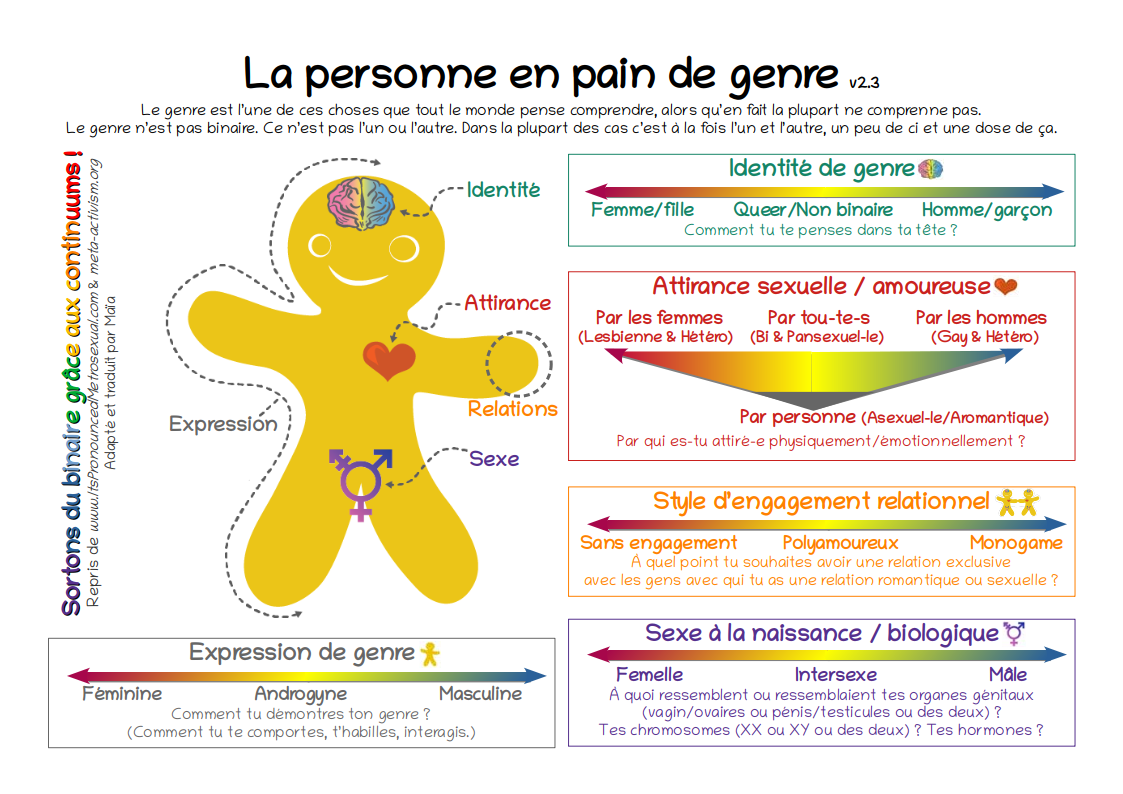 La personne en pain de genre v2.3
Le genre est l'une de ces choses que tout le monde pense comprendre, alors qu'en fait la plupart ne comprenne pas.
Le genre n'est pas binaire. Ce n'est pas l'un ou l'autre. Dans la plupart des cas c'est à la fois l'un et l'autre, un peu de ci et une dose de ça.
Sortons du binaire grâce aux continuums !
Repris de www.ItsPronouncedMetrosexual.com & meta-activism.org
Adapté et traduit par Maïa
Identité
Attirance
Relations
Expression
Sexe
Identité de genre
Femme/fille Queer/Non binaire Homme/garçon
Comment tu te penses dans ta tête ?
Attirance sexuelle / amoureuse
Par les femmes Par tou-te-s Par les hommes
(Lesbienne & Hétéro) (Bi & Pansexuel-le) (Gay & Hétéro)
Par personne (Asexuel-le/Aromantique)
Par qui es-tu attiré-e physiquement/émotionnellement ?
Style d'engagement relationnel
Sans engagement Polyamoureux Monogame
À quel point tu souhaites avoir une relation exclusive
avec les gens avec qui tu as une relation romantique ou sexuelle ?
Expression de genre
Féminine Androgyne Masculine
Comment tu démontres ton genre ?
(Comment tu te comportes, t'habilles, interagis.)
Sexe à la naissance / biologique
Femelle Intersexe Mâle
À quoi ressemblent ou ressemblaient tes organes génitaux
(vagin/ovaires ou pénis/testicules ou des deux) ?
Tes chromosomes (XX ou XY ou des deux) ? Tes hormones ?